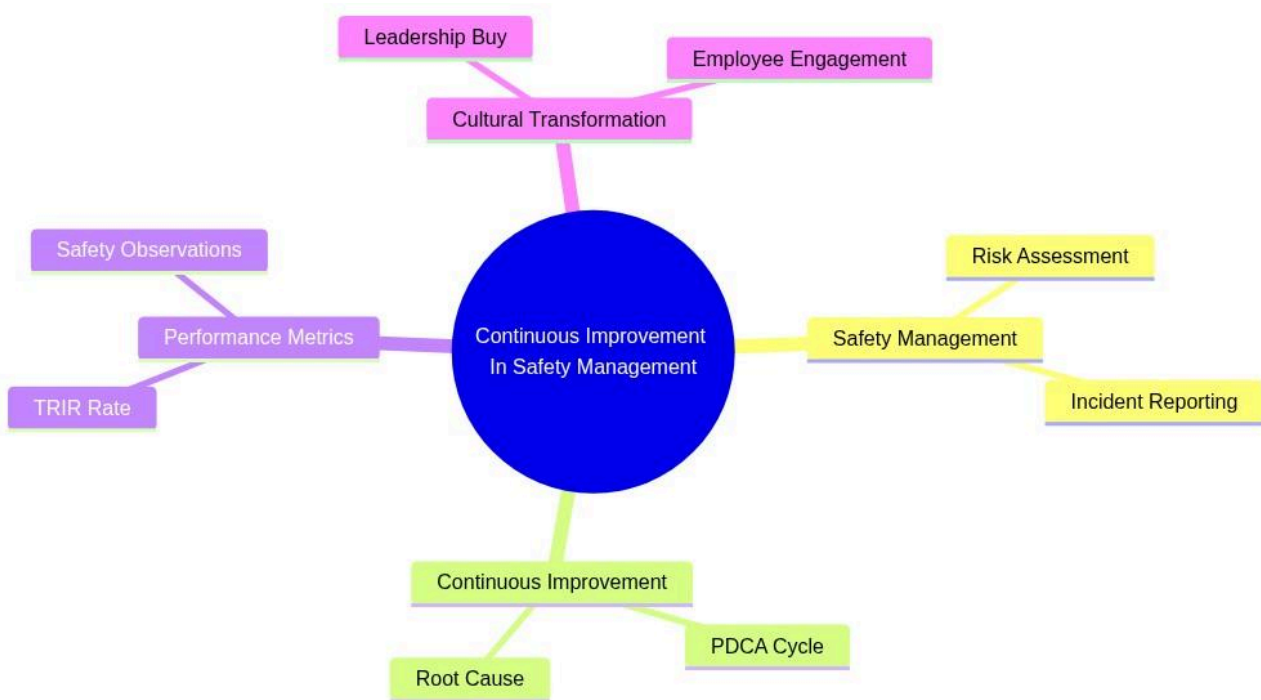 Leadership Buy
Employee Engagement
Cultural Transformation
Safety Observations
Performance Metrics
TRIR Rate
Continuous Improvement
In Safety Management
Risk Assessment
Safety Management
Incident Reporting
Continuous Improvement
PDCA Cycle
Root Cause